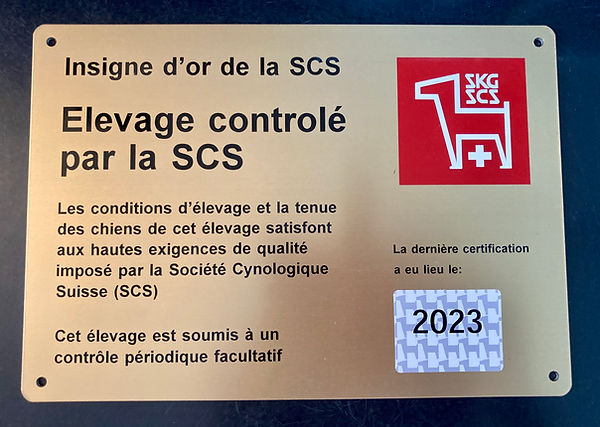 Insigne d'or de la SCS
Elevage controlé
par la SCS
Les conditions d'élevage et la tenue
des chiens de cet élevage satisfont
aux hautes exigences de qualité
imposé par la Société Cynologique
Suisse (SCS)
Cet élevage est soumis à un
contrôle périodique facultatif
SKG
SCS
La dernière certification
a eu lieu le:
2023